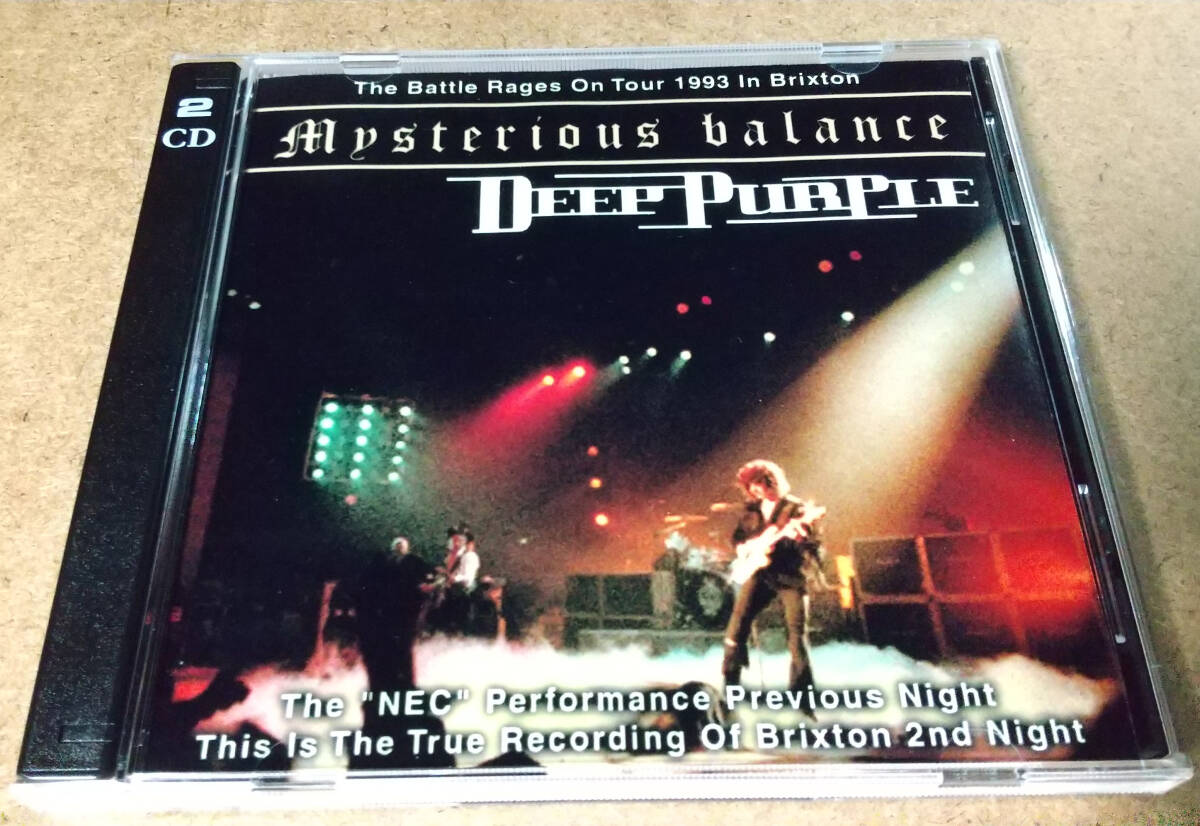 2
CD
The Battle Rages On Tour 1993 In Brixton
Mysterious balance
DEEP PURPLE
The "NEC" Performance Previous Night
This Is The True Recording Of Brixton 2nd Night